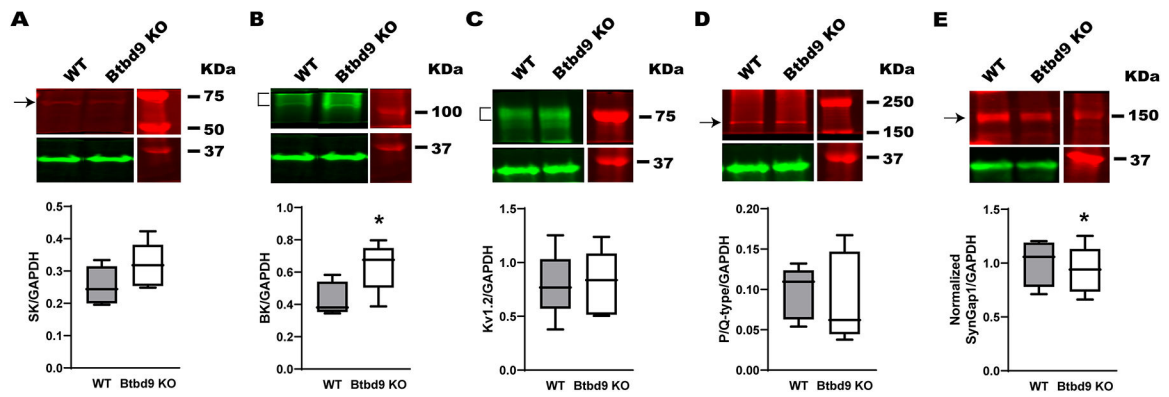 A
WT
Btbd9 KO
KDa
75
50
37
SK/GAPDH
0.5
0.4
0.3
0.2
0.1
0.0
WT
Btbd9 KO
B
WT
Btbd9 KO
KDa
100
37
BK/GAPDH
1.0
0.8
0.6
0.4
0.2
0.0
*
WT
Btbd9 KO
C
WT
Btbd9 KO
KDa
75
37
Kv1.2/GAPDH
1.5
1.0
0.5
0.0
WT
Btbd9 KO
D
WT
Btbd9 KO
KDa
250
150
37
P/Q-type/GAPDH
0.20
0.15
0.10
0.05
0.00
WT
Btbd9 KO
E
WT
Btbd9 KO
KDa
150
37
Normalized
SynGap1/GAPDH
1.5
1.0
0.5
0.0
*
WT
Btbd9 KO